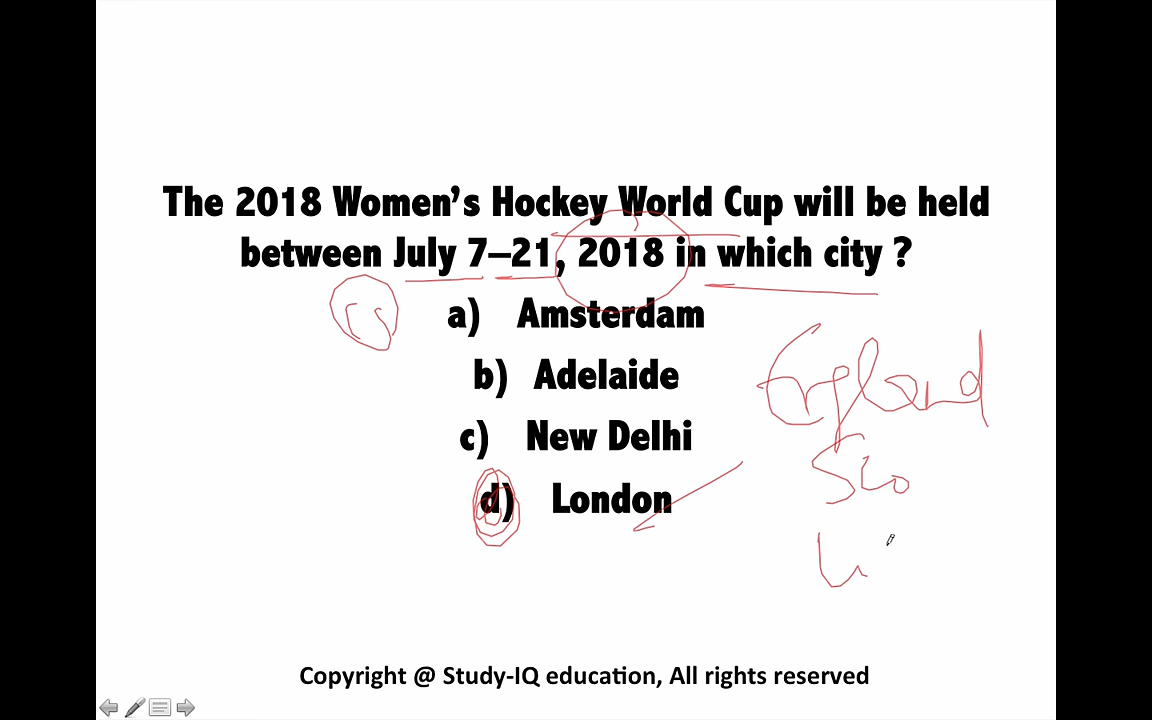 The 2018 Women's Hockey World Cup will be held
between July 7–21, 2018 in which city ?
a) Amsterdam
b) Adelaide
England
c) New Delhi
d) London
Copyright @ Study-IQ education, All rights reserved